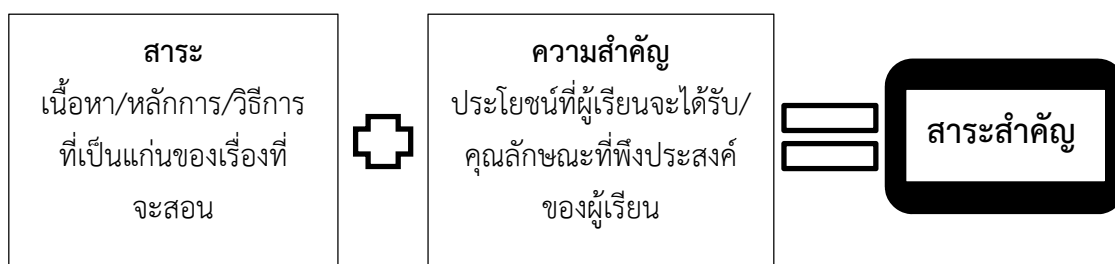 สาระ
เนื้อหา/หลักการ/วิธีการ
ที่เป็นแก่นของเรื่องที่
จะสอน
ความสำคัญ
ประโยชน์ที่ผู้เรียนจะได้รับ/
คุณลักษณะที่พึงประสงค์
ของผู้เรียน
สาระสำคัญ